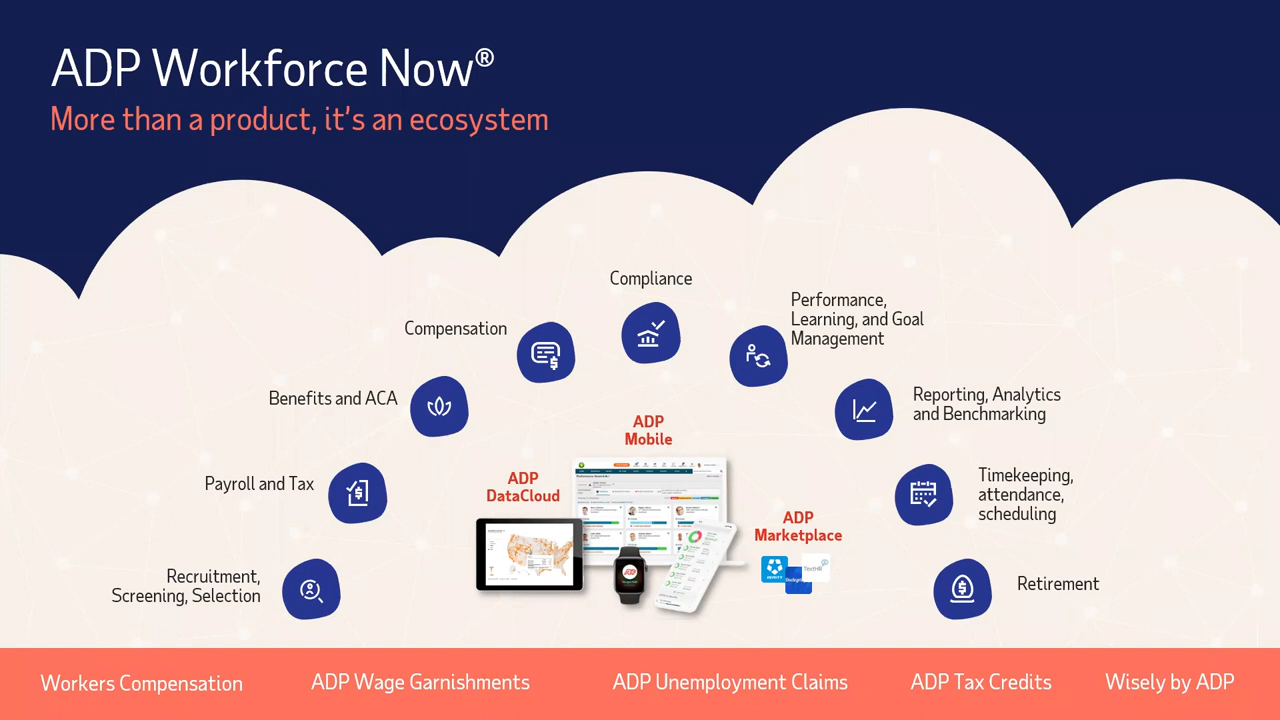 ADP Workforce Now®
More than a product, it's an ecosystem
Compliance
Compensation
Performance,
Learning, and Goal
Management
Benefits and ACA
Reporting, Analytics
and Benchmarking
ADP
Mobile
ADP
DataCloud
Payroll and Tax
Timekeeping,
attendance,
scheduling
ADP
Marketplace
Recruitment,
Screening, Selection
Retirement
Workers Compensation
ADP Wage Garnishments
ADP Unemployment Claims
ADP Tax Credits
Wisely by ADP